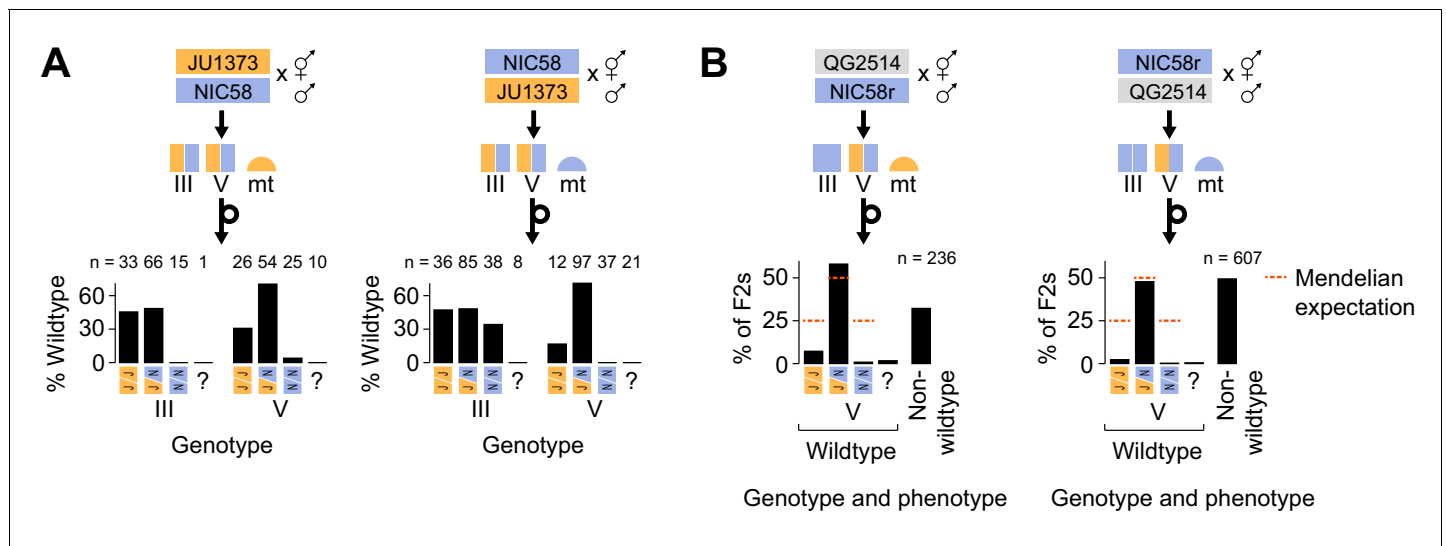 A
JU1373
NIC58
x
III V mt
n = 33 66 15 1 26 54 25 10
% Wildtype
60
30
0
J J J N N N ? J J J N N N ?
III V
Genotype
NIC58
JU1373
x
III V mt
n = 36 85 38 8 12 97 37 21
% Wildtype
60
30
0
J J J N N N ? J J J N N N ?
III V
Genotype
B
QG2514
NIC58r
x
III V mt
n = 236
% of F2s
50
25
0
J J J N N N ?
V
Wildtype
Non-
wildtype
Genotype and phenotype
NIC58r
QG2514
x
III V mt
n = 607
% of F2s
50
25
0
J J J N N N ?
V
Wildtype
Non-
wildtype
Genotype and phenotype
Mendelian
expectation